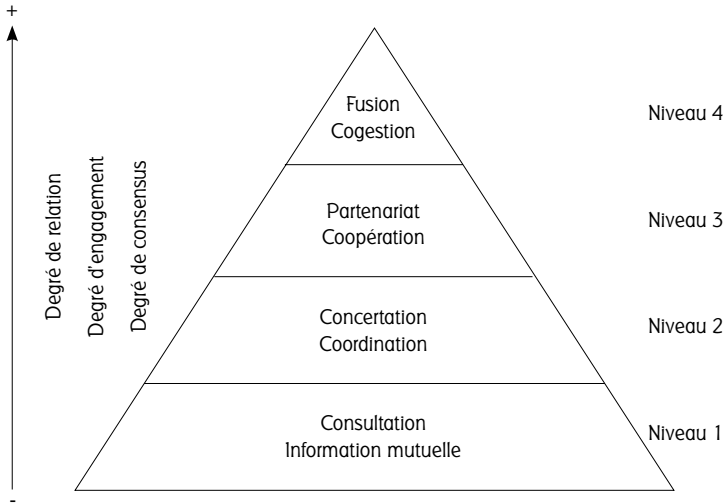 +
Fusion
Cogestion
Niveau 4
Partenariat
Coopération
Niveau 3
Degré de relation
Degré d'engagement
Degré de consensus
Concertation
Coordination
Niveau 2
Consultation
Information mutuelle
Niveau 1
-